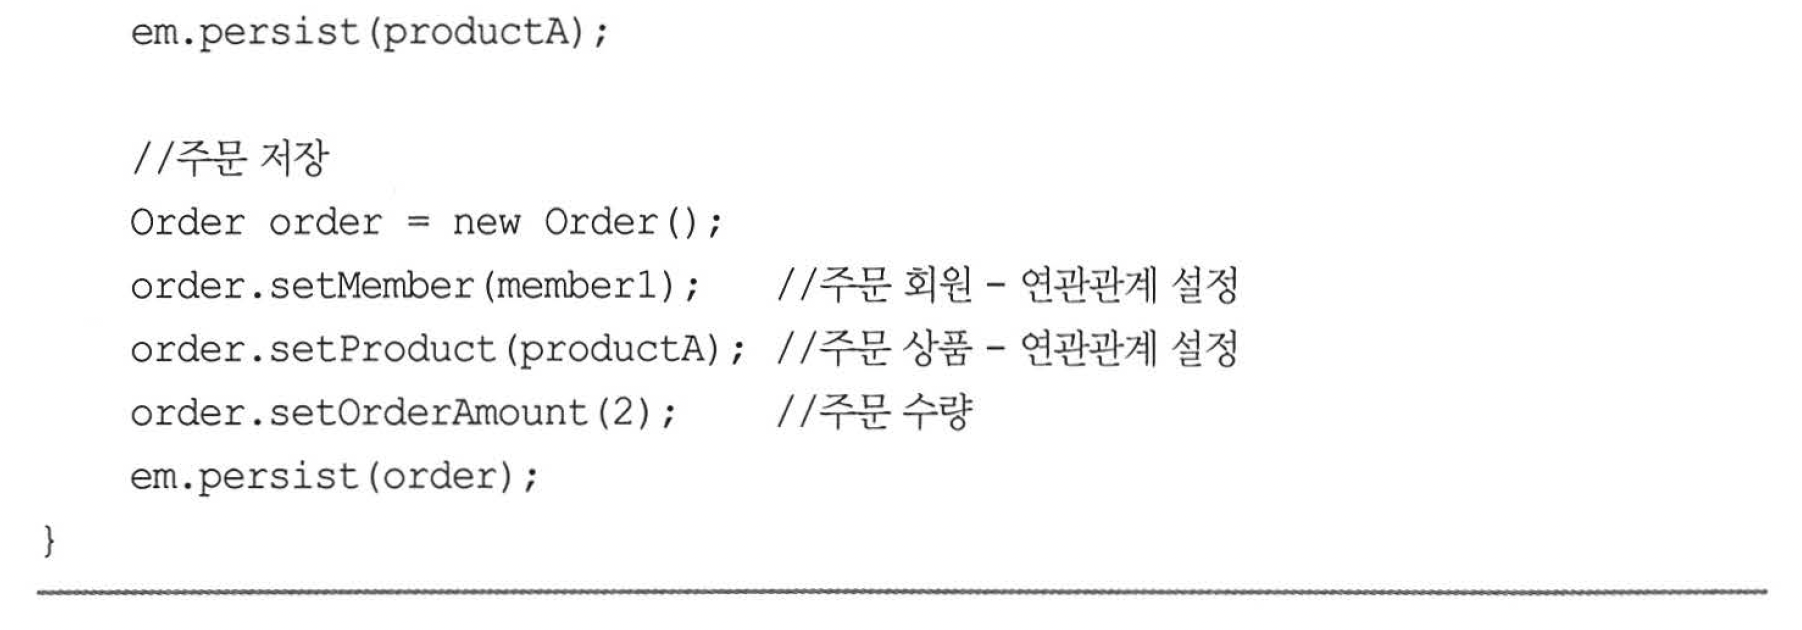 em.persist(productA);
//주문 저장
Order order = new Order();
order.setMember(member1); //주문 회원 – 연관관계 설정
order.setProduct(productA); //주문 상품 – 연관관계 설정
order.setOrderAmount(2); //주문 수량
em.persist(order);
}